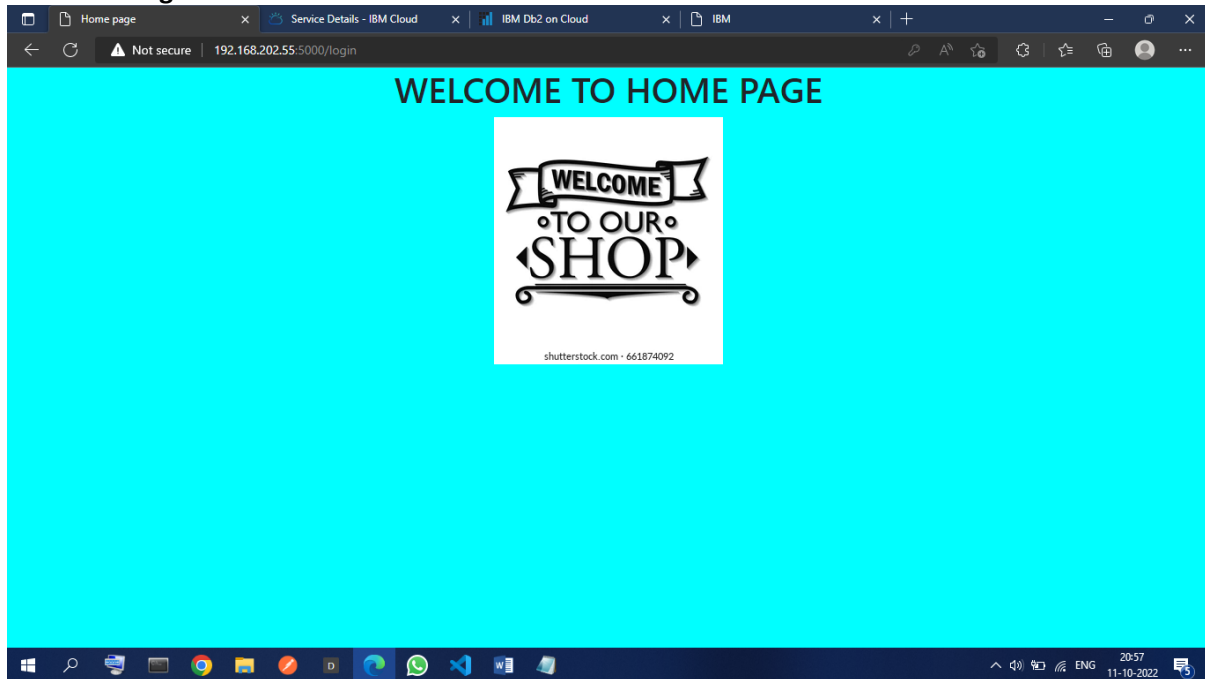 Home page
Service Details - IBM Cloud
IBM Db2 on Cloud
IBM
Not secure
192.168.202.55:5000/login
WELCOME TO HOME PAGE
WELCOME
TO OUR
SHOP
shutterstock.com · 661874092
ENG
20:57
11-10-2022
5